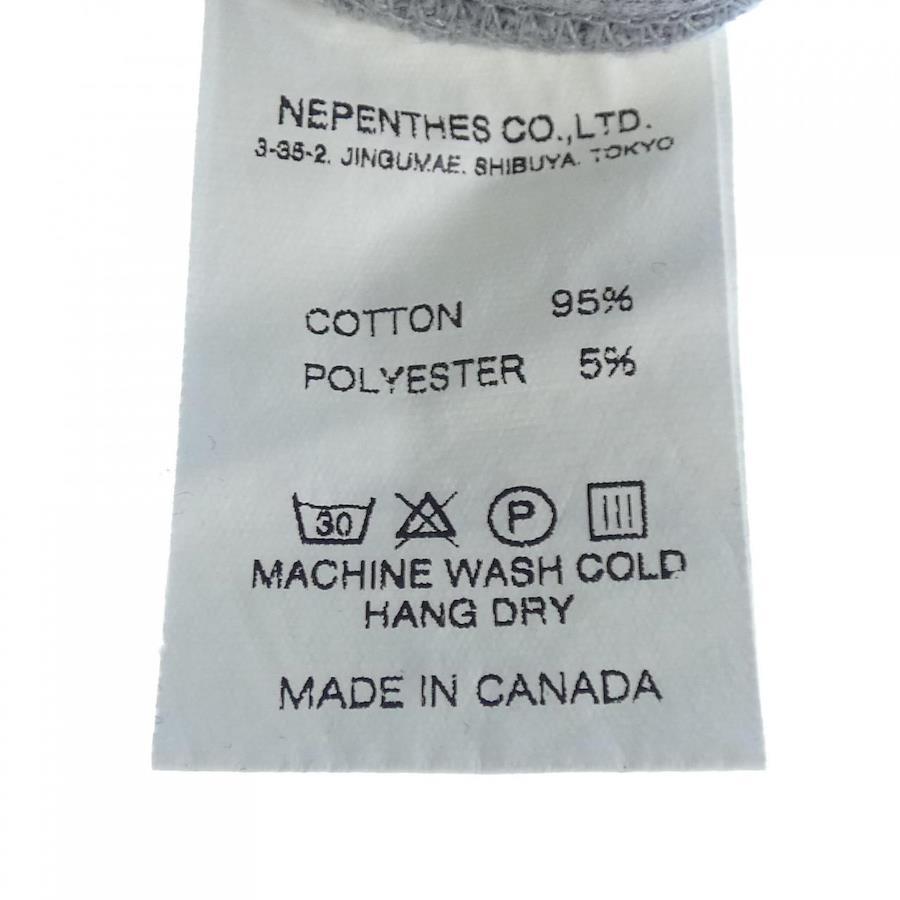 NEPENTHES CO.,LTD.
3-35-2. JINGUMAE. SHIBUYA. TOKYO
COTTON 95%
POLYESTER 5%
30 P
MACHINE WASH COLD
HANG DRY
MADE IN CANADA